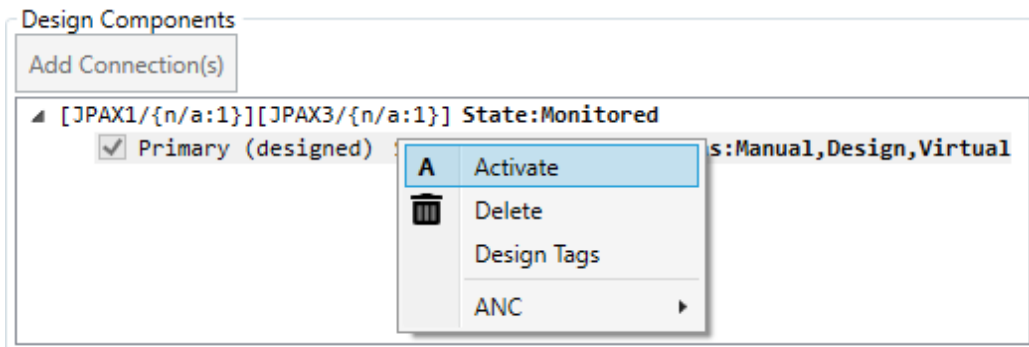 Design Components
Add Connection(s)
[JPAX1/{n/a:1}][JPAX3/{n/a:1}] State:Monitored
Primary (designed) s:Manual,Design,Virtual
A Activate
Delete
Design Tags
ANC